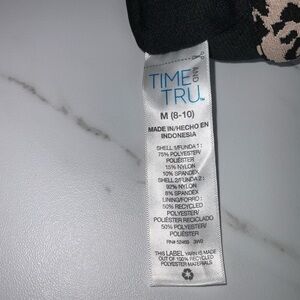 TIME AND
TRU™
M (8-10)
MADE IN/HECHO EN
INDONESIA
SHELL 1/FUNDA 1 :
75% POLYESTER/
POLIÉSTER
15% NYLON
10% SPANDEX
SHELL 2/FUNDA 2 :
92% NYLON
8% SPANDEX
LINING/FORRO :
50% RECYCLED
POLYESTER/
POLIÉSTER RECICLADO
50% POLYESTER/
POLIÉSTER
THIS LABEL YARN IS MADE
OUT OF 100% RECYCLED
POLYESTER MATERIALS